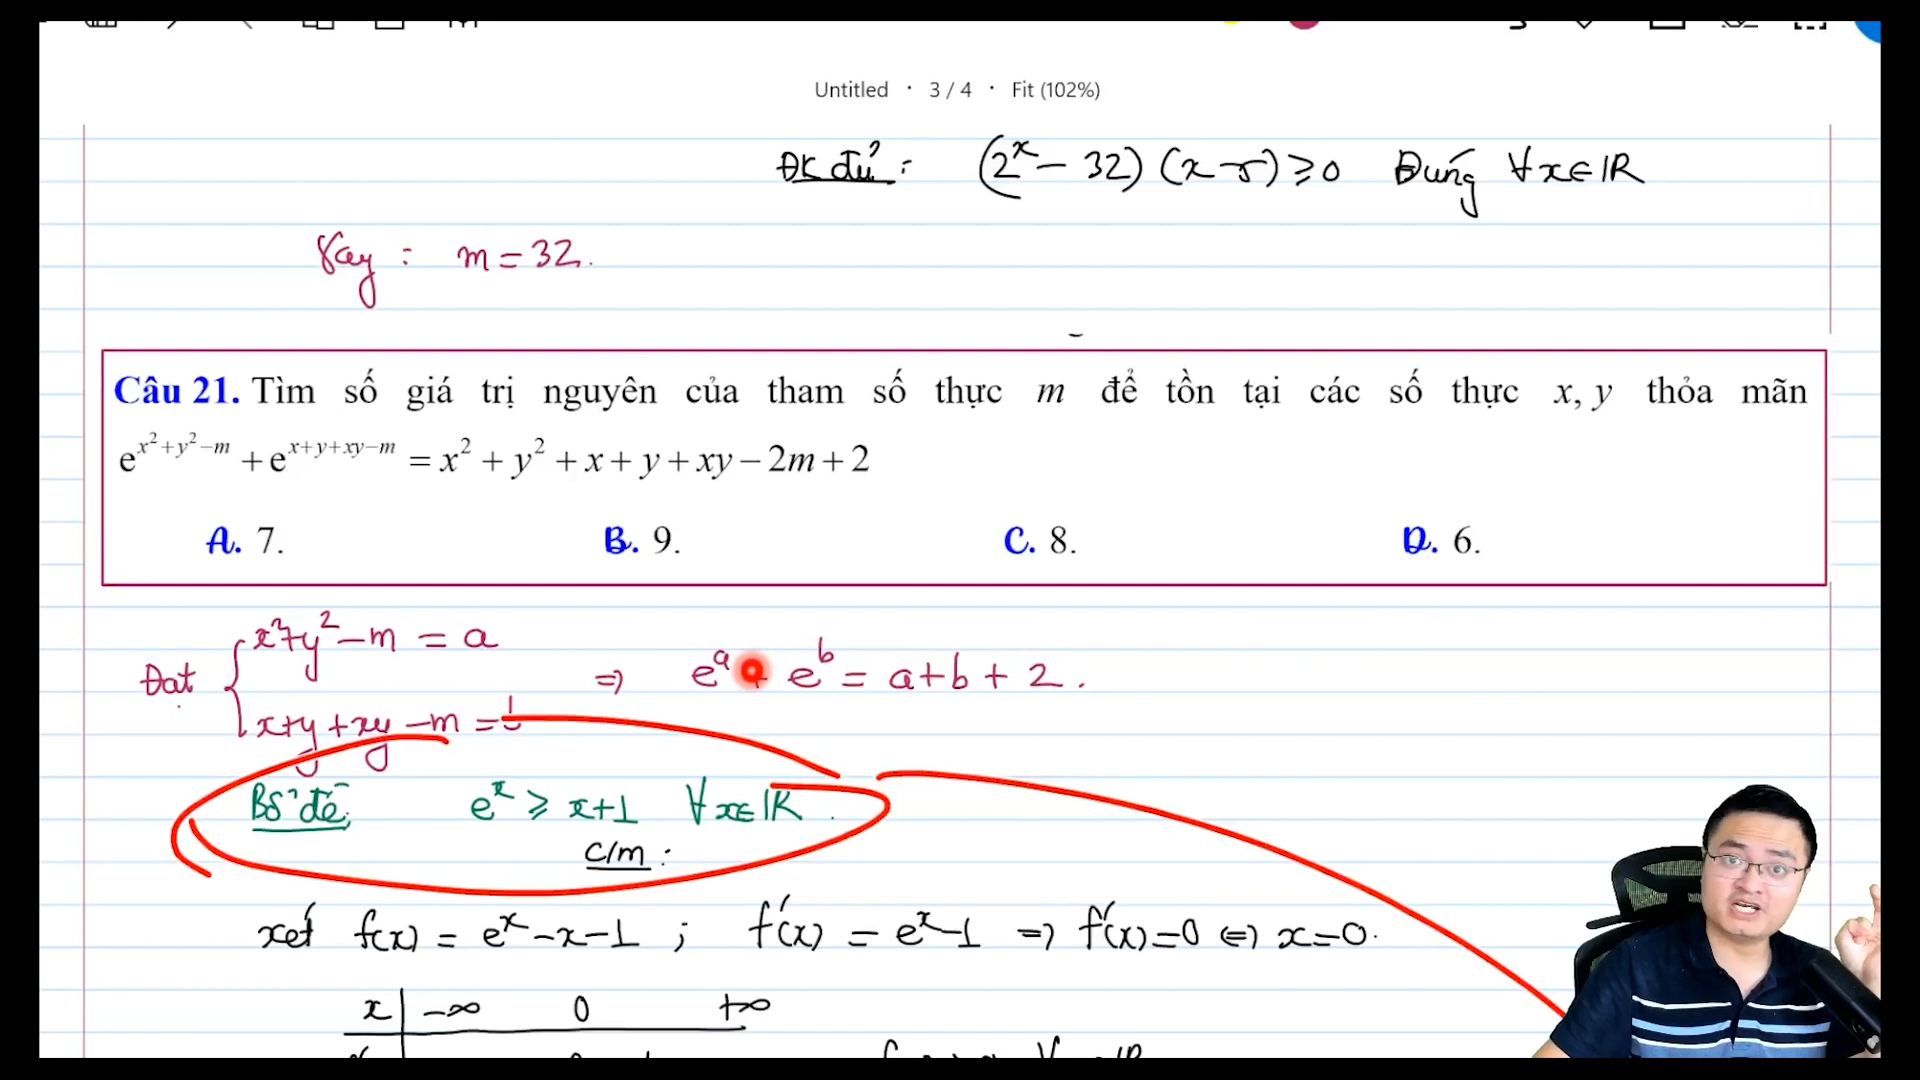 Untitled · 3 / 4 · Fit (102%)
ĐK đủ: (2^x - 32)(x - 5) ≥ 0 Đúng ∀x∈ℝ
Vậy: m = 32.
Câu 21. Tìm số giá trị nguyên của tham số thực m để tồn tại các số thực x, y thỏa mãn
e^{x²+y²-m} + e^{x+y+xy-m} = x² + y² + x + y + xy - 2m + 2
A. 7. B. 9. C. 8. D. 6.
Đặt { x² + y² - m = a
x + y + xy - m = b
⇒ e^a + e^b = a + b + 2.
Bổ đề e^x ≥ x + 1 ∀x∈ℝ.
C/m:
xét f(x) = e^x - x - 1 ; f'(x) = e^x - 1 ⇒ f'(x) = 0 ⇔ x = 0.
x | -∞ 0 +∞